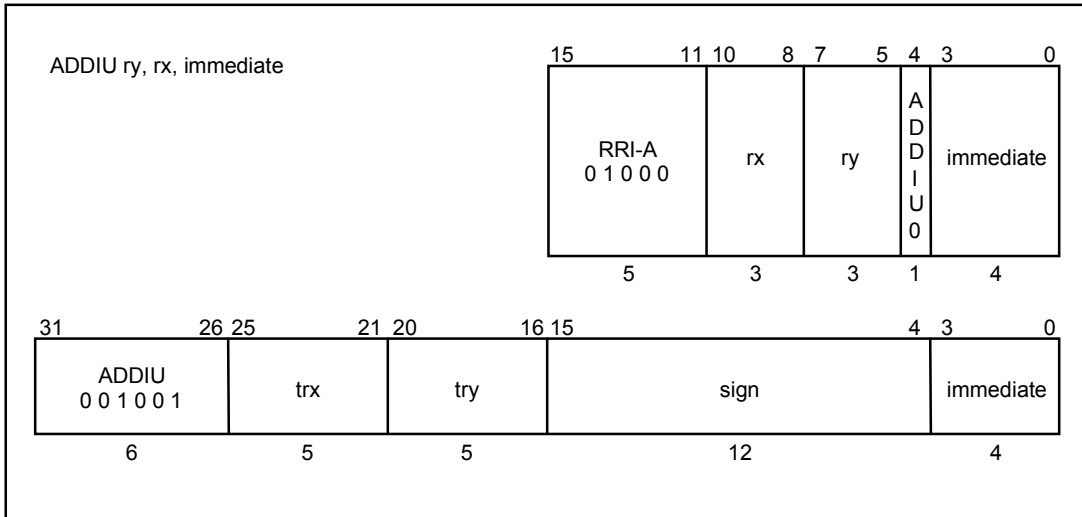 ADDIU ry, rx, immediate
15 11 10 8 7 5 4 3 0
RRI-A
0 1 0 0 0
rx
ry
A
D
D
I
U
0
immediate
5 3 3 1 4
31 26 25 21 20 16 15 4 3 0
ADDIU
0 0 1 0 0 1
trx
try
sign
immediate
6 5 5 12 4